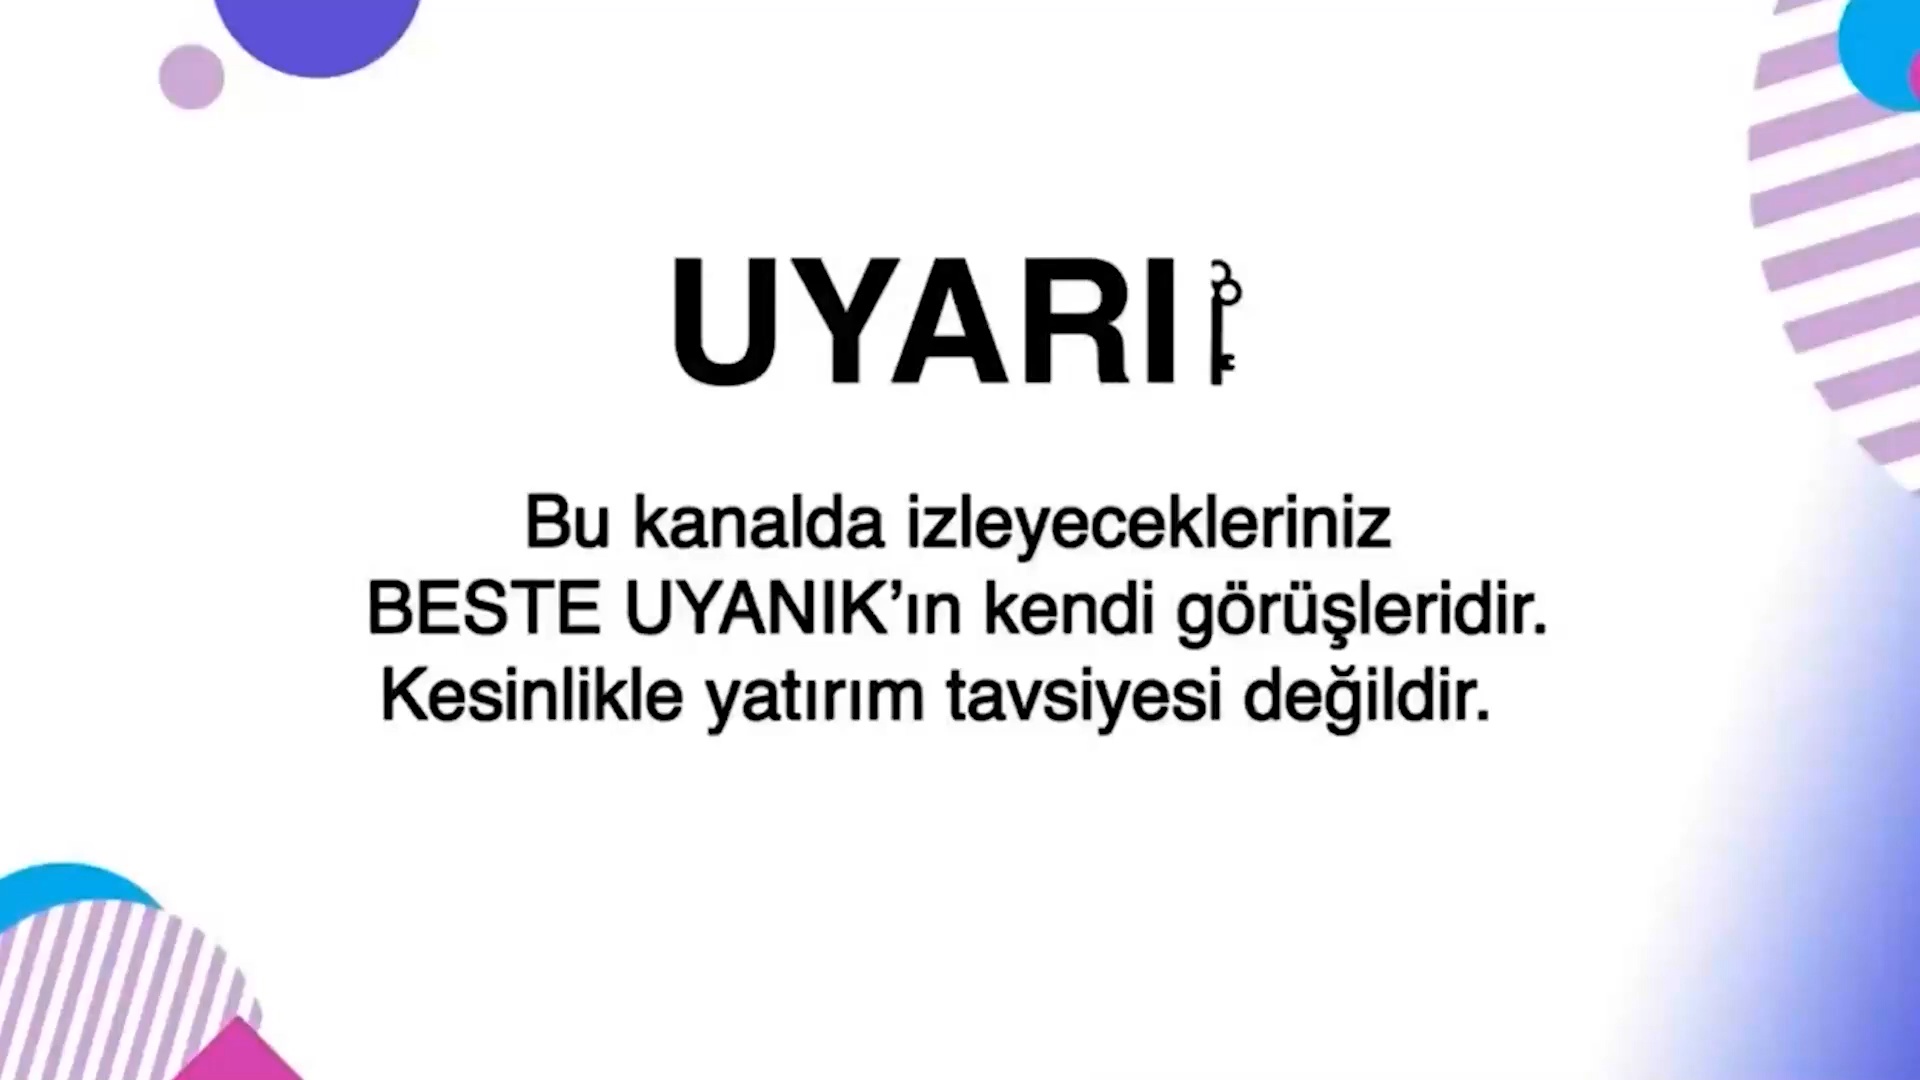 UYARI
Bu kanalda izleyecekleriniz
BESTE UYANIK’ın kendi görüşleridir.
Kesinlikle yatırım tavsiyesi değildir.